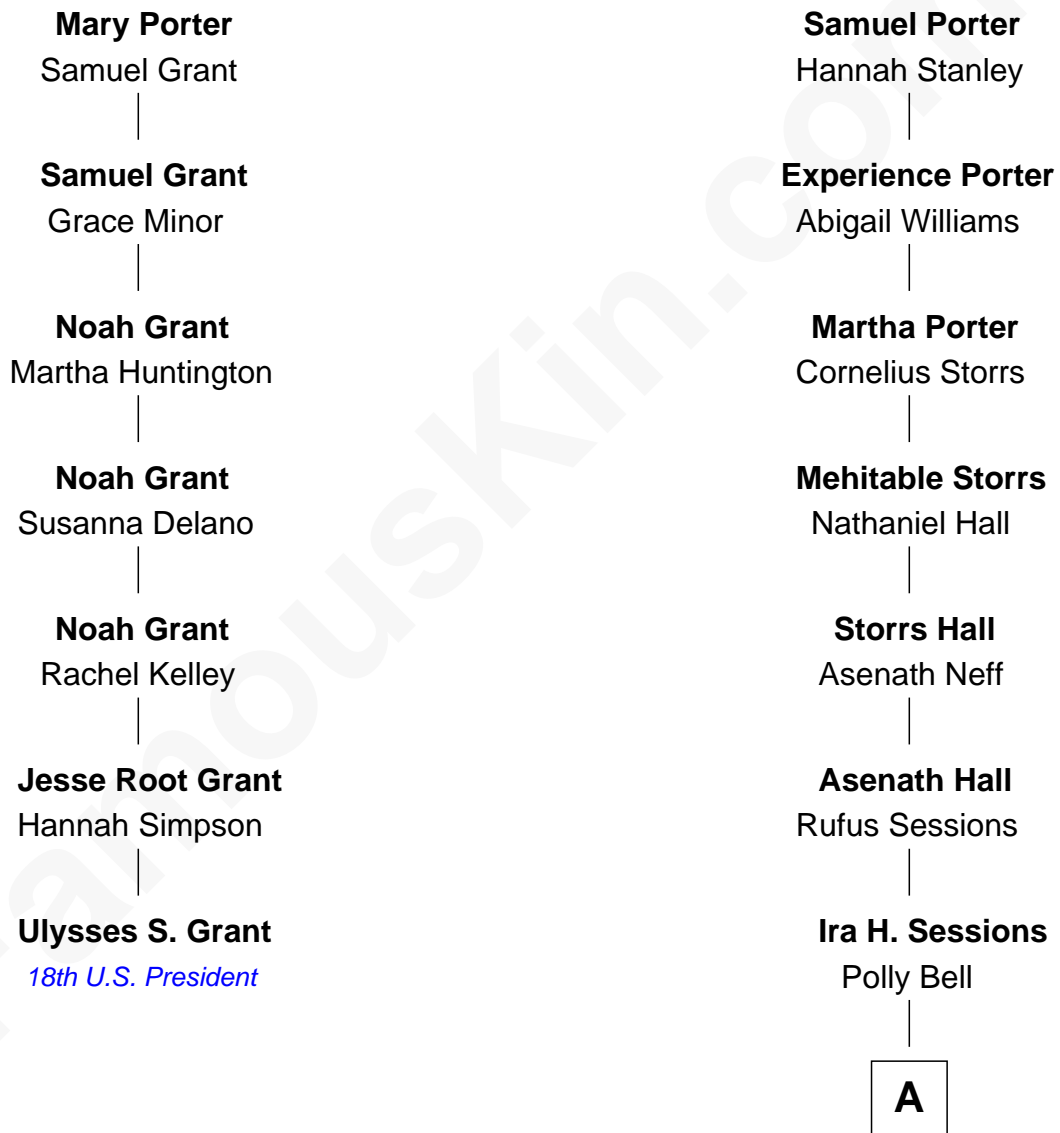 Mary Porter
Samuel Grant
Samuel Grant
Grace Minor
Noah Grant
Martha Huntington
Noah Grant
Susanna Delano
Noah Grant
Rachel Kelley
Jesse Root Grant
Hannah Simpson
Ulysses S. Grant
18th U.S. President
Samuel Porter
Hannah Stanley
Experience Porter
Abigail Williams
Martha Porter
Cornelius Storrs
Mehitable Storrs
Nathaniel Hall
Storrs Hall
Asenath Neff
Asenath Hall
Rufus Sessions
Ira H. Sessions
Polly Bell
A
FamousKin.com